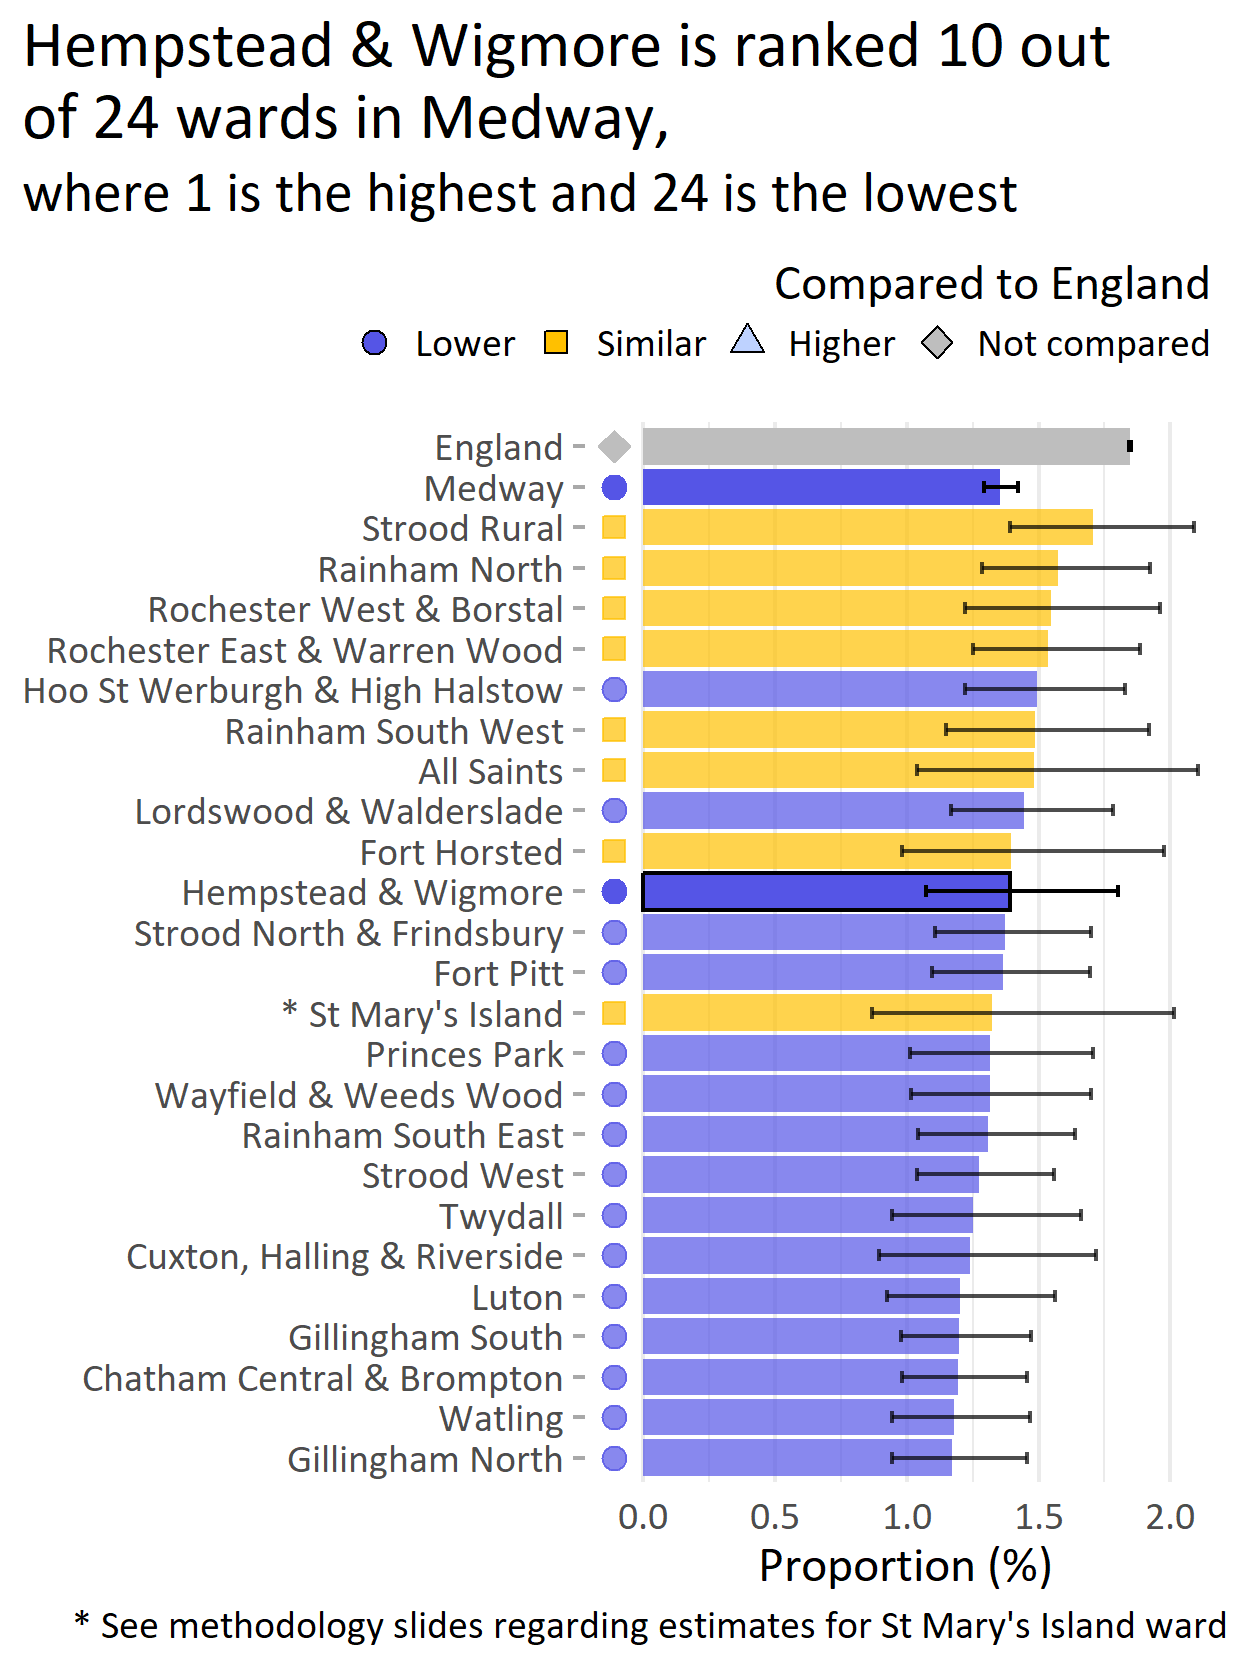 Hempstead & Wigmore is ranked 10 out
of 24 wards in Medway,
where 1 is the highest and 24 is the lowest
Compared to England
Lower Similar Higher Not compared
England
Medway
Strood Rural
Rainham North
Rochester West & Borstal
Rochester East & Warren Wood
Hoo St Werburgh & High Halstow
Rainham South West
All Saints
Lordswood & Walderslade
Fort Horsted
Hempstead & Wigmore
Strood North & Frindsbury
Fort Pitt
* St Mary's Island
Princes Park
Wayfield & Weeds Wood
Rainham South East
Strood West
Twydall
Cuxton, Halling & Riverside
Luton
Gillingham South
Chatham Central & Brompton
Watling
Gillingham North
0.0 0.5 1.0 1.5 2.0
Proportion (%)
* See methodology slides regarding estimates for St Mary's Island ward